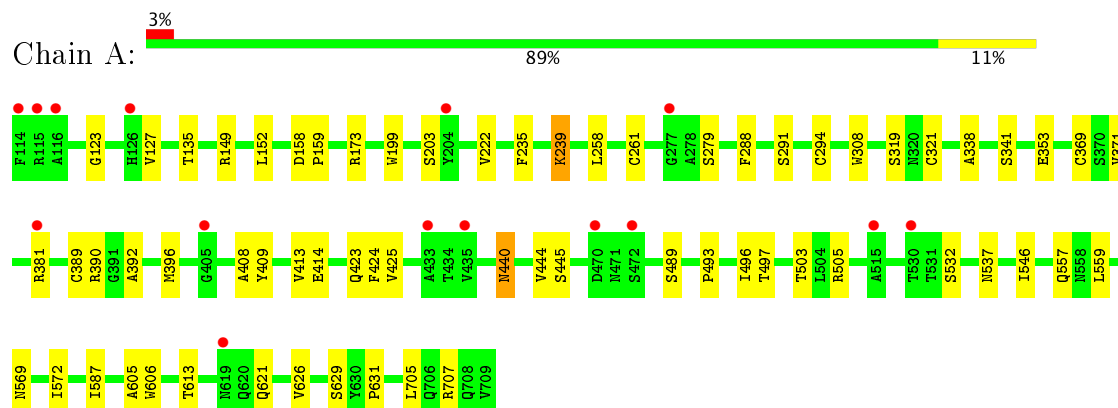 3%
Chain A:
89% 11%
F114 R115 A116 G123 H126 V127 T135 R149 L152 D158 P159 R173 W199 S203 Y204 V222 F235 K239 L258 C261 G277 A278 S279 F288 S291 C294 W308 S319 N320 C321 A338 S341 E353 C369 S370 V371
R381 C389 R390 G391 A392 M396 G405 A408 Y409 V413 E414 Q423 F424 V425 A433 T434 V435 N440 V444 S445 D470 N471 S472 S489 P493 I496 T497 T503 L504 R505 A515 T530 T531 S532 N537 I546 Q557 N558 L559
N569 I572 I587 A605 W606 T613 N619 Q620 Q621 V626 S629 Y630 P631 L705 Q706 R707 Q708 V709